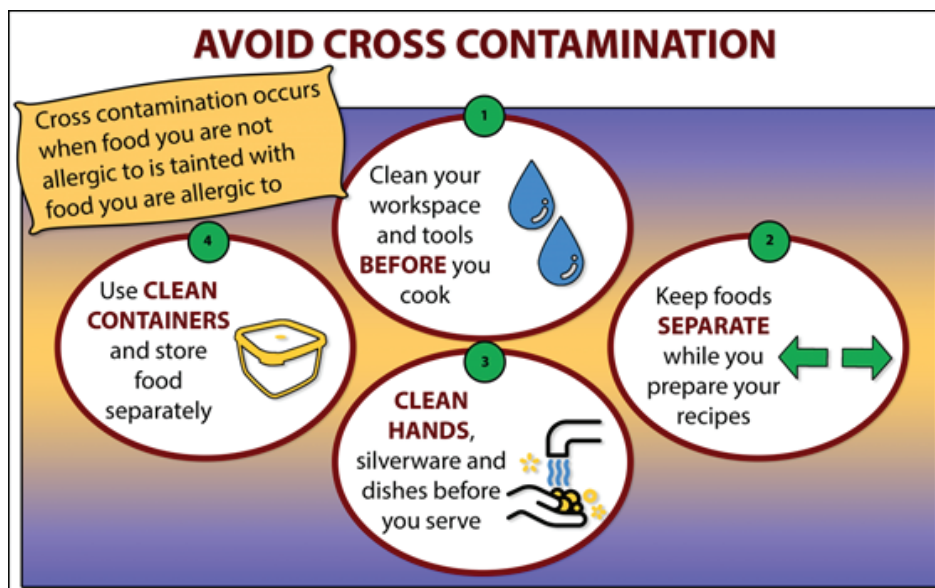 AVOID CROSS CONTAMINATION
Cross contamination occurs
when food you are not
allergic to is tainted with
food you are allergic to
1
Clean your
workspace
and tools
BEFORE you
cook
2
Keep foods
SEPARATE
while you
prepare your
recipes
3
CLEAN
HANDS,
silverware and
dishes before
you serve
4
Use CLEAN
CONTAINERS
and store
food
separately